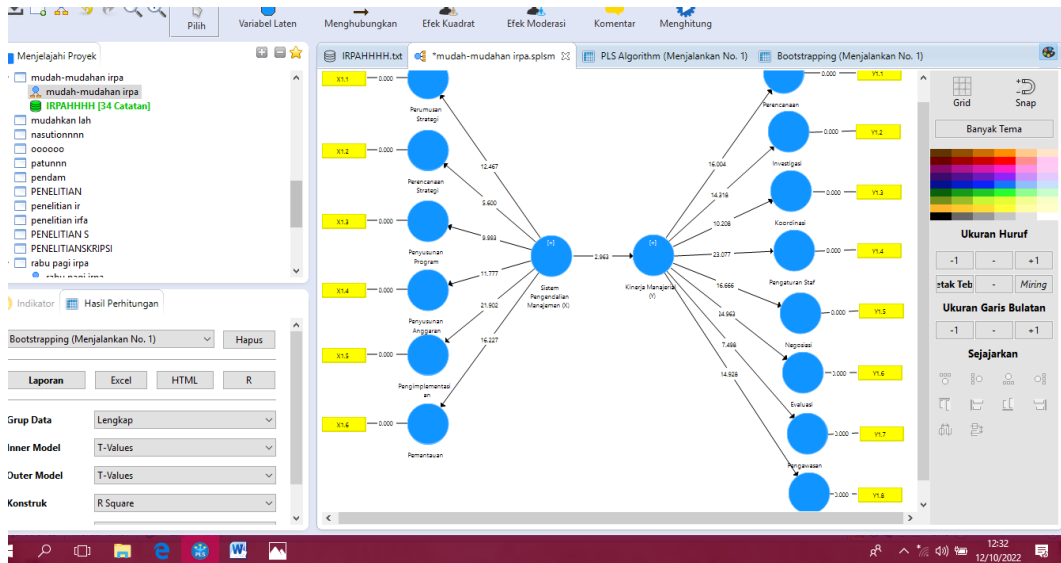 Pilih
Variabel Laten
Menghubungkan
Efek Kuadrat
Efek Moderasi
Komentar
Menghitung
Menjelajahi Proyek
mudah-mudahan irpa
mudah-mudahan irpa
IRPAHHHH [34 Catatan]
mudahkan lah
nasutionnnn
oooooo
patunnn
pendam
PENELITIAN
penelitian ir
penelitian irfa
PENELITIAN S
PENELITIANSKRIPSI
rabu pagi irpa
rabu pagi irpa
Indikator
Hasil Perhitungan
Bootstrapping (Menjalankan No. 1)
Hapus
Laporan
Excel
HTML
R
Grup Data
Lengkap
Inner Model
T-Values
Outer Model
T-Values
Konstruk
R Square
IRPAHHHH.txt
*mudah-mudahan irpa.splsm
PLS Algorithm (Menjalankan No. 1)
Bootstrapping (Menjalankan No. 1)
X1.1
0.000
Perumusan
Strategi
X1.2
0.000
Perencanaan
Strategi
X1.3
0.000
Penyusunan
Program
X1.4
0.000
Penyusunan
Anggaran
X1.5
0.000
Pengimplementasi
an
X1.6
0.000
Pemantauan
12.467
5.600
9.993
11.777
21.902
16.227
[+]
Sistem
Pengendalian
Manajemen (X)
2.963
[+]
Kinerja Manajerial
(Y)
16.004
14.318
10.208
23.077
16.666
24.963
7.498
14.928
0.000
Y1.1
Perencanaan
0.000
Y1.2
Investigasi
0.000
Y1.3
Koordinasi
0.000
Y1.4
Pengaturan Staf
0.000
Y1.5
Negosiasi
0.000
Y1.6
Evaluasi
0.000
Y1.7
Pengawasan
0.000
Y1.8
Grid
Snap
Banyak Tema
Ukuran Huruf
-1
-
+1
etak Teb
-
Miring
Ukuran Garis Bulatan
-1
-
+1
Sejajarkan
12:32
12/10/2022